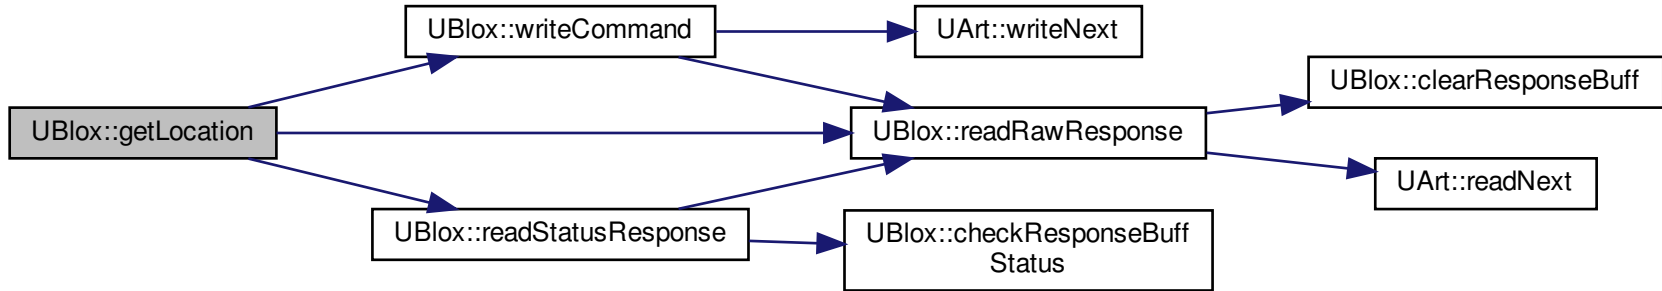 UBlox::writeCommand
UArt::writeNext
UBlox::clearResponseBuff
UBlox::getLocation
UBlox::readRawResponse
UArt::readNext
UBlox::readStatusResponse
UBlox::checkResponseBuff
Status